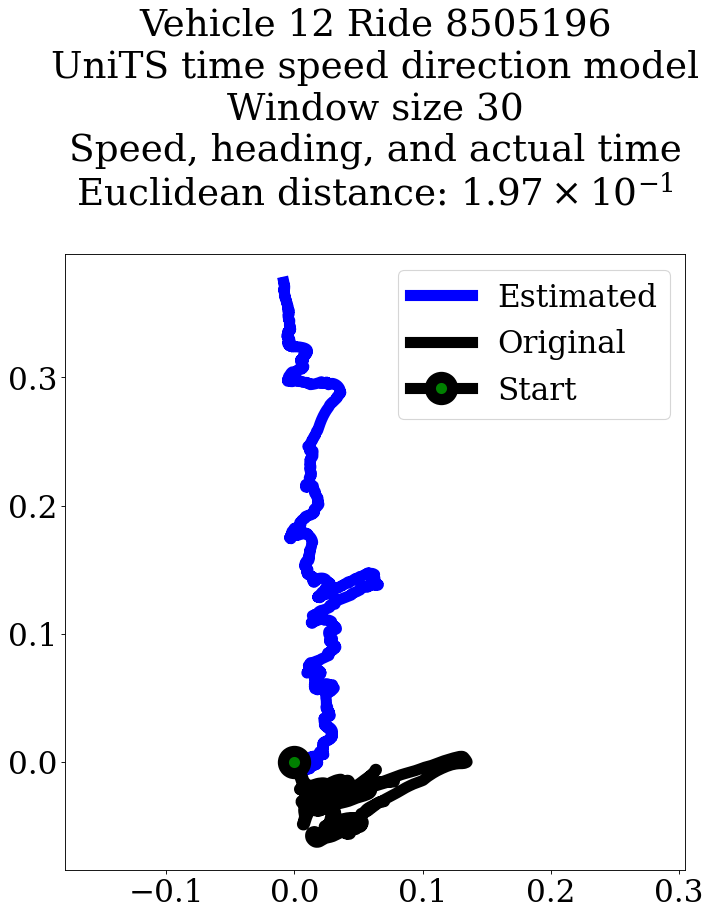 Vehicle 12 Ride 8505196
UniTS time speed direction model
Window size 30
Speed, heading, and actual time
Euclidean distance: 1.97 × 10⁻¹
Estimated
Original
Start
0.3
0.2
0.1
0.0
−0.1 0.0 0.1 0.2 0.3